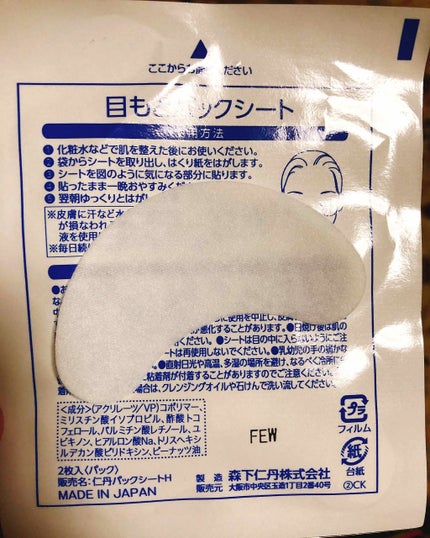 ここからお
ださい
目も
ックシート
用方法
① 化粧水などで肌を整えた後にお使いください。
② 袋からシートを取り出し、はくり紙をはがします。
③ シートを図のように気になる部分に貼ります。
④ 貼ったまま一晩おやすみくだ
⑤ 翌朝ゆっくりとはが
※皮膚に汗など水
が損なわれ
液を使用
※毎日続
に使用を中止し、皮膚
が悪化することがあります。●日焼け後は肌の
ください。●シートは目の中に入らないようにご注
ートは再使用しないでください。●乳幼児の手の届かな
●直射日光や高温、多湿の場所を避け、なるべく冷所に
粘着剤が付着することがありますのでご注意ください。
場合は、クレンジングオイルや石けんで洗い流してください。
<成分>(アクリレーツ/VP)コポリマー、
ミリスチン酸イソプロピル、酢酸トコ
フェロール、パルミチン酸レチノール、ユ
ビキノン、ヒアルロン酸Na、トリスヘキシ
ルデカン酸ピリドキシン、ピーナッツ油
FEW
フィルム
紙
台紙
②CK
2枚入(パック)
販売名:仁丹パックシートH
MADE IN JAPAN
製造 森下仁丹株式会社
販売元 大阪市中央区玉造1丁目2番40号